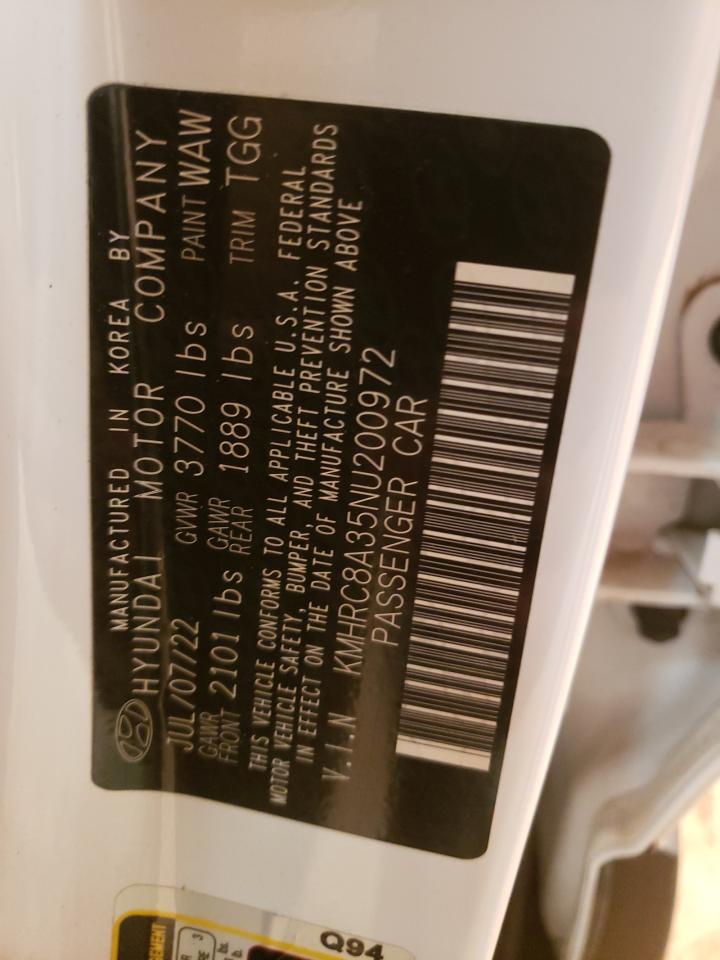 MANUFACTURED IN KOREA BY
HYUNDAI MOTOR COMPANY
JUL/07/22 GVWR 3770 lbs PAINT WAW
GAWR FRONT 2101 lbs GAWR REAR 1889 lbs TRIM TGG
THIS VEHICLE CONFORMS TO ALL APPLICABLE U.S.A. FEDERAL
MOTOR VEHICLE SAFETY, BUMPER, AND THEFT PREVENTION STANDARDS
IN EFFECT ON THE DATE OF MANUFACTURE SHOWN ABOVE
V.I.N KMHRC8A35NU200972
PASSENGER CAR
Q94
3